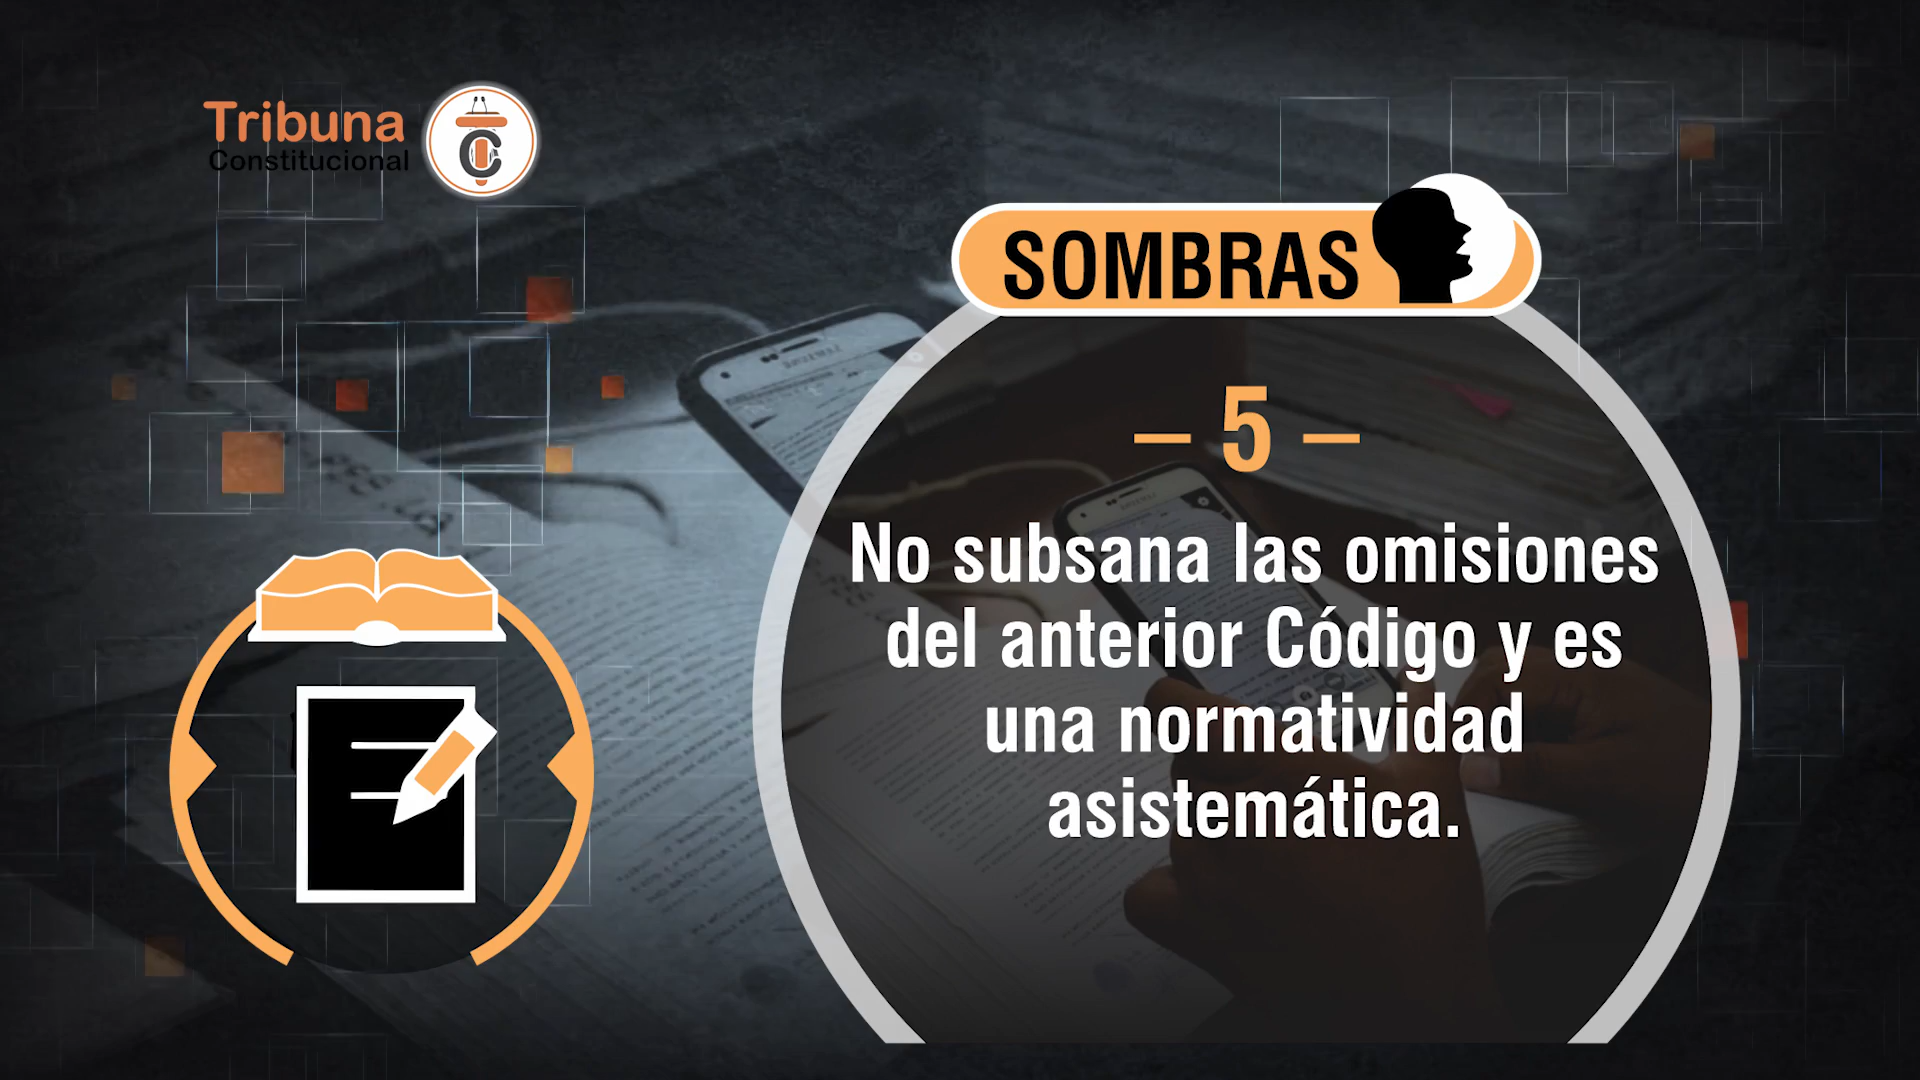 Tribuna
Constitucional
SOMBRAS
– 5 –
No subsana las omisiones
del anterior Código y es
una normatividad
asistemática.